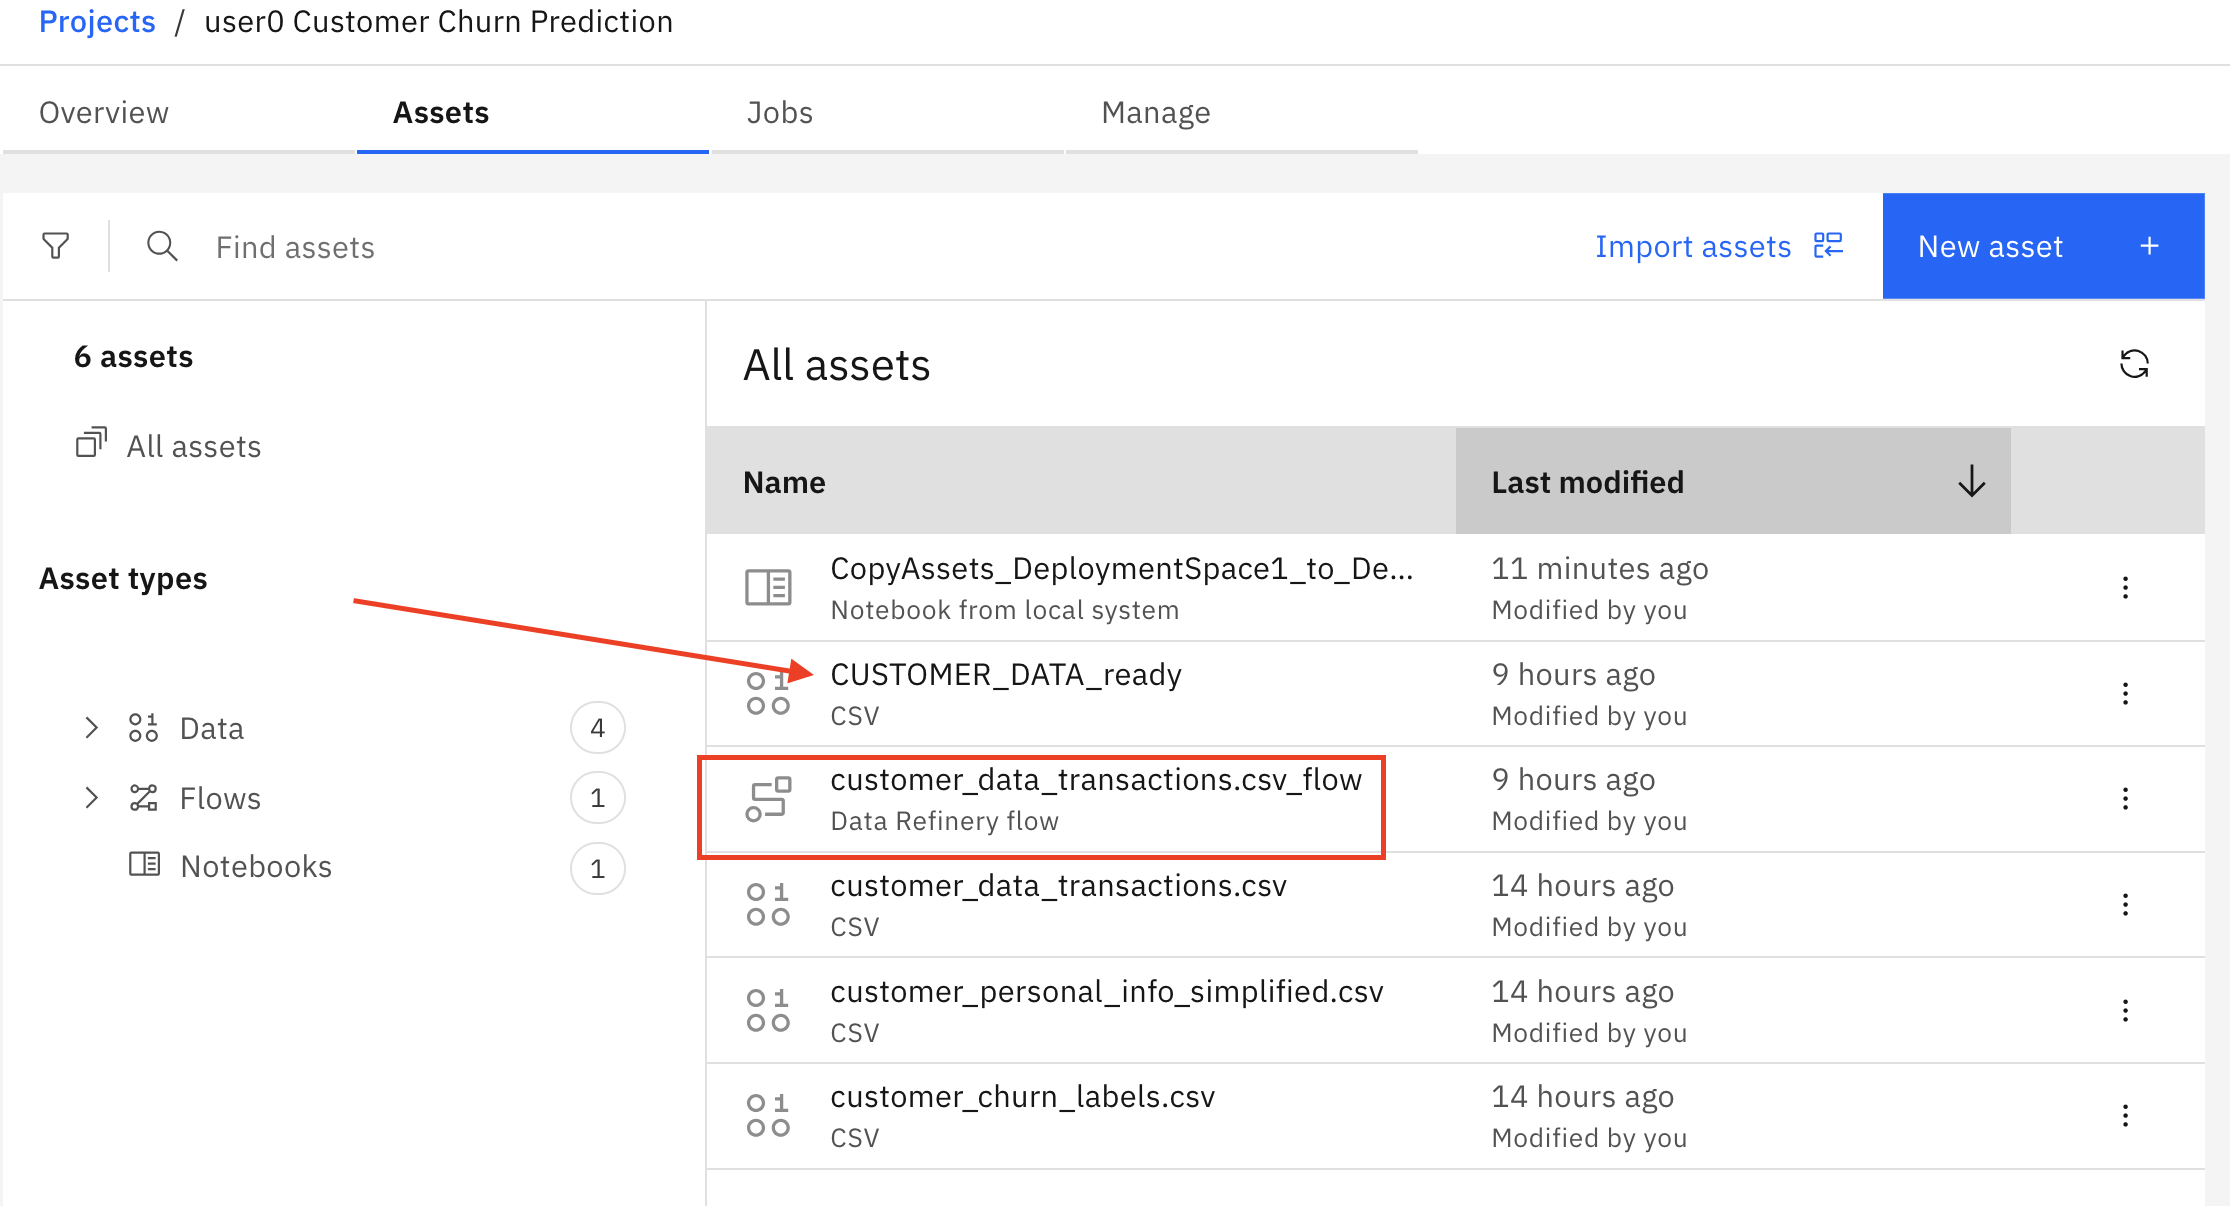 Projects / user0 Customer Churn Prediction
Overview Assets Jobs Manage
Find assets Import assets New asset +
6 assets
All assets
Asset types
Data 4
Flows 1
Notebooks 1
All assets
Name Last modified
CopyAssets_DeploymentSpace1_to_De... 11 minutes ago
Notebook from local system Modified by you
CUSTOMER_DATA_ready 9 hours ago
CSV Modified by you
customer_data_transactions.csv_flow 9 hours ago
Data Refinery flow Modified by you
customer_data_transactions.csv 14 hours ago
CSV Modified by you
customer_personal_info_simplified.csv 14 hours ago
CSV Modified by you
customer_churn_labels.csv 14 hours ago
CSV Modified by you